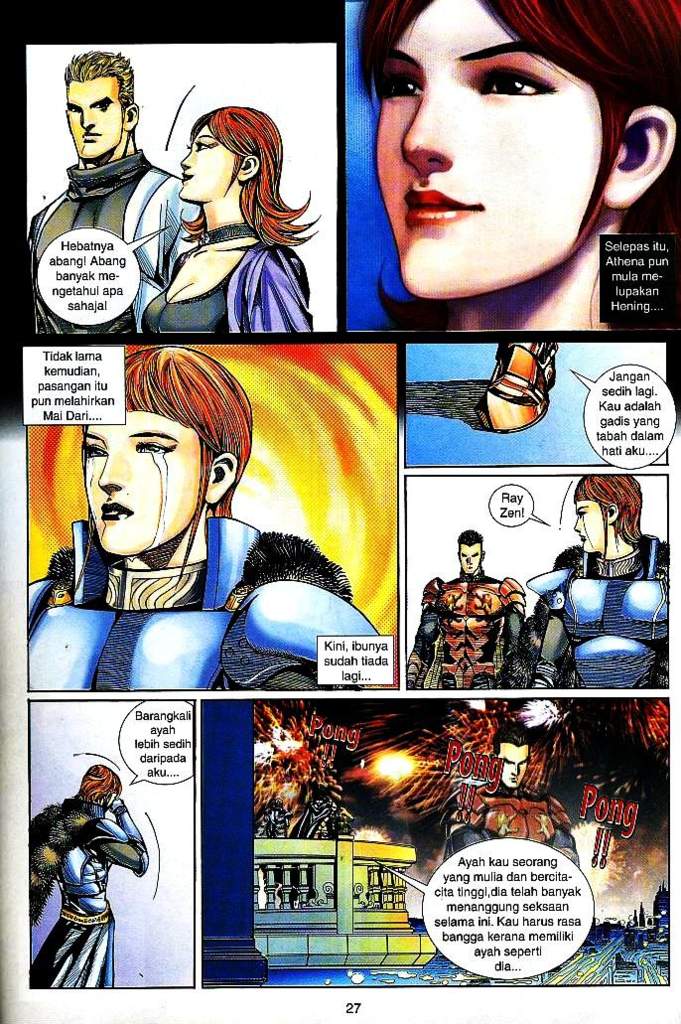 Hebatnya
abang! Abang
banyak me-
ngetahui apa
sahaja!
Selepas itu,
Athena pun
mula me-
lupakan
Hening....
Tidak lama
kemudian,
pasangan itu
pun melahirkan
Mai Dari....
Kini, ibunya
sudah tiada
lagi...
Jangan
sedih lagi.
Kau adalah
gadis yang
tabah dalam
hati aku....
Ray
Zen!
Barangkali
ayah
lebih sedih
daripada
aku....
Pong
!!
Pong
!!
Pong
!!
Ayah kau seorang
yang mulia dan bercita-
cita tinggi,dia telah banyak
menanggung seksaan
selama ini. Kau harus rasa
bangga kerana memiliki
ayah seperti
dia...
27